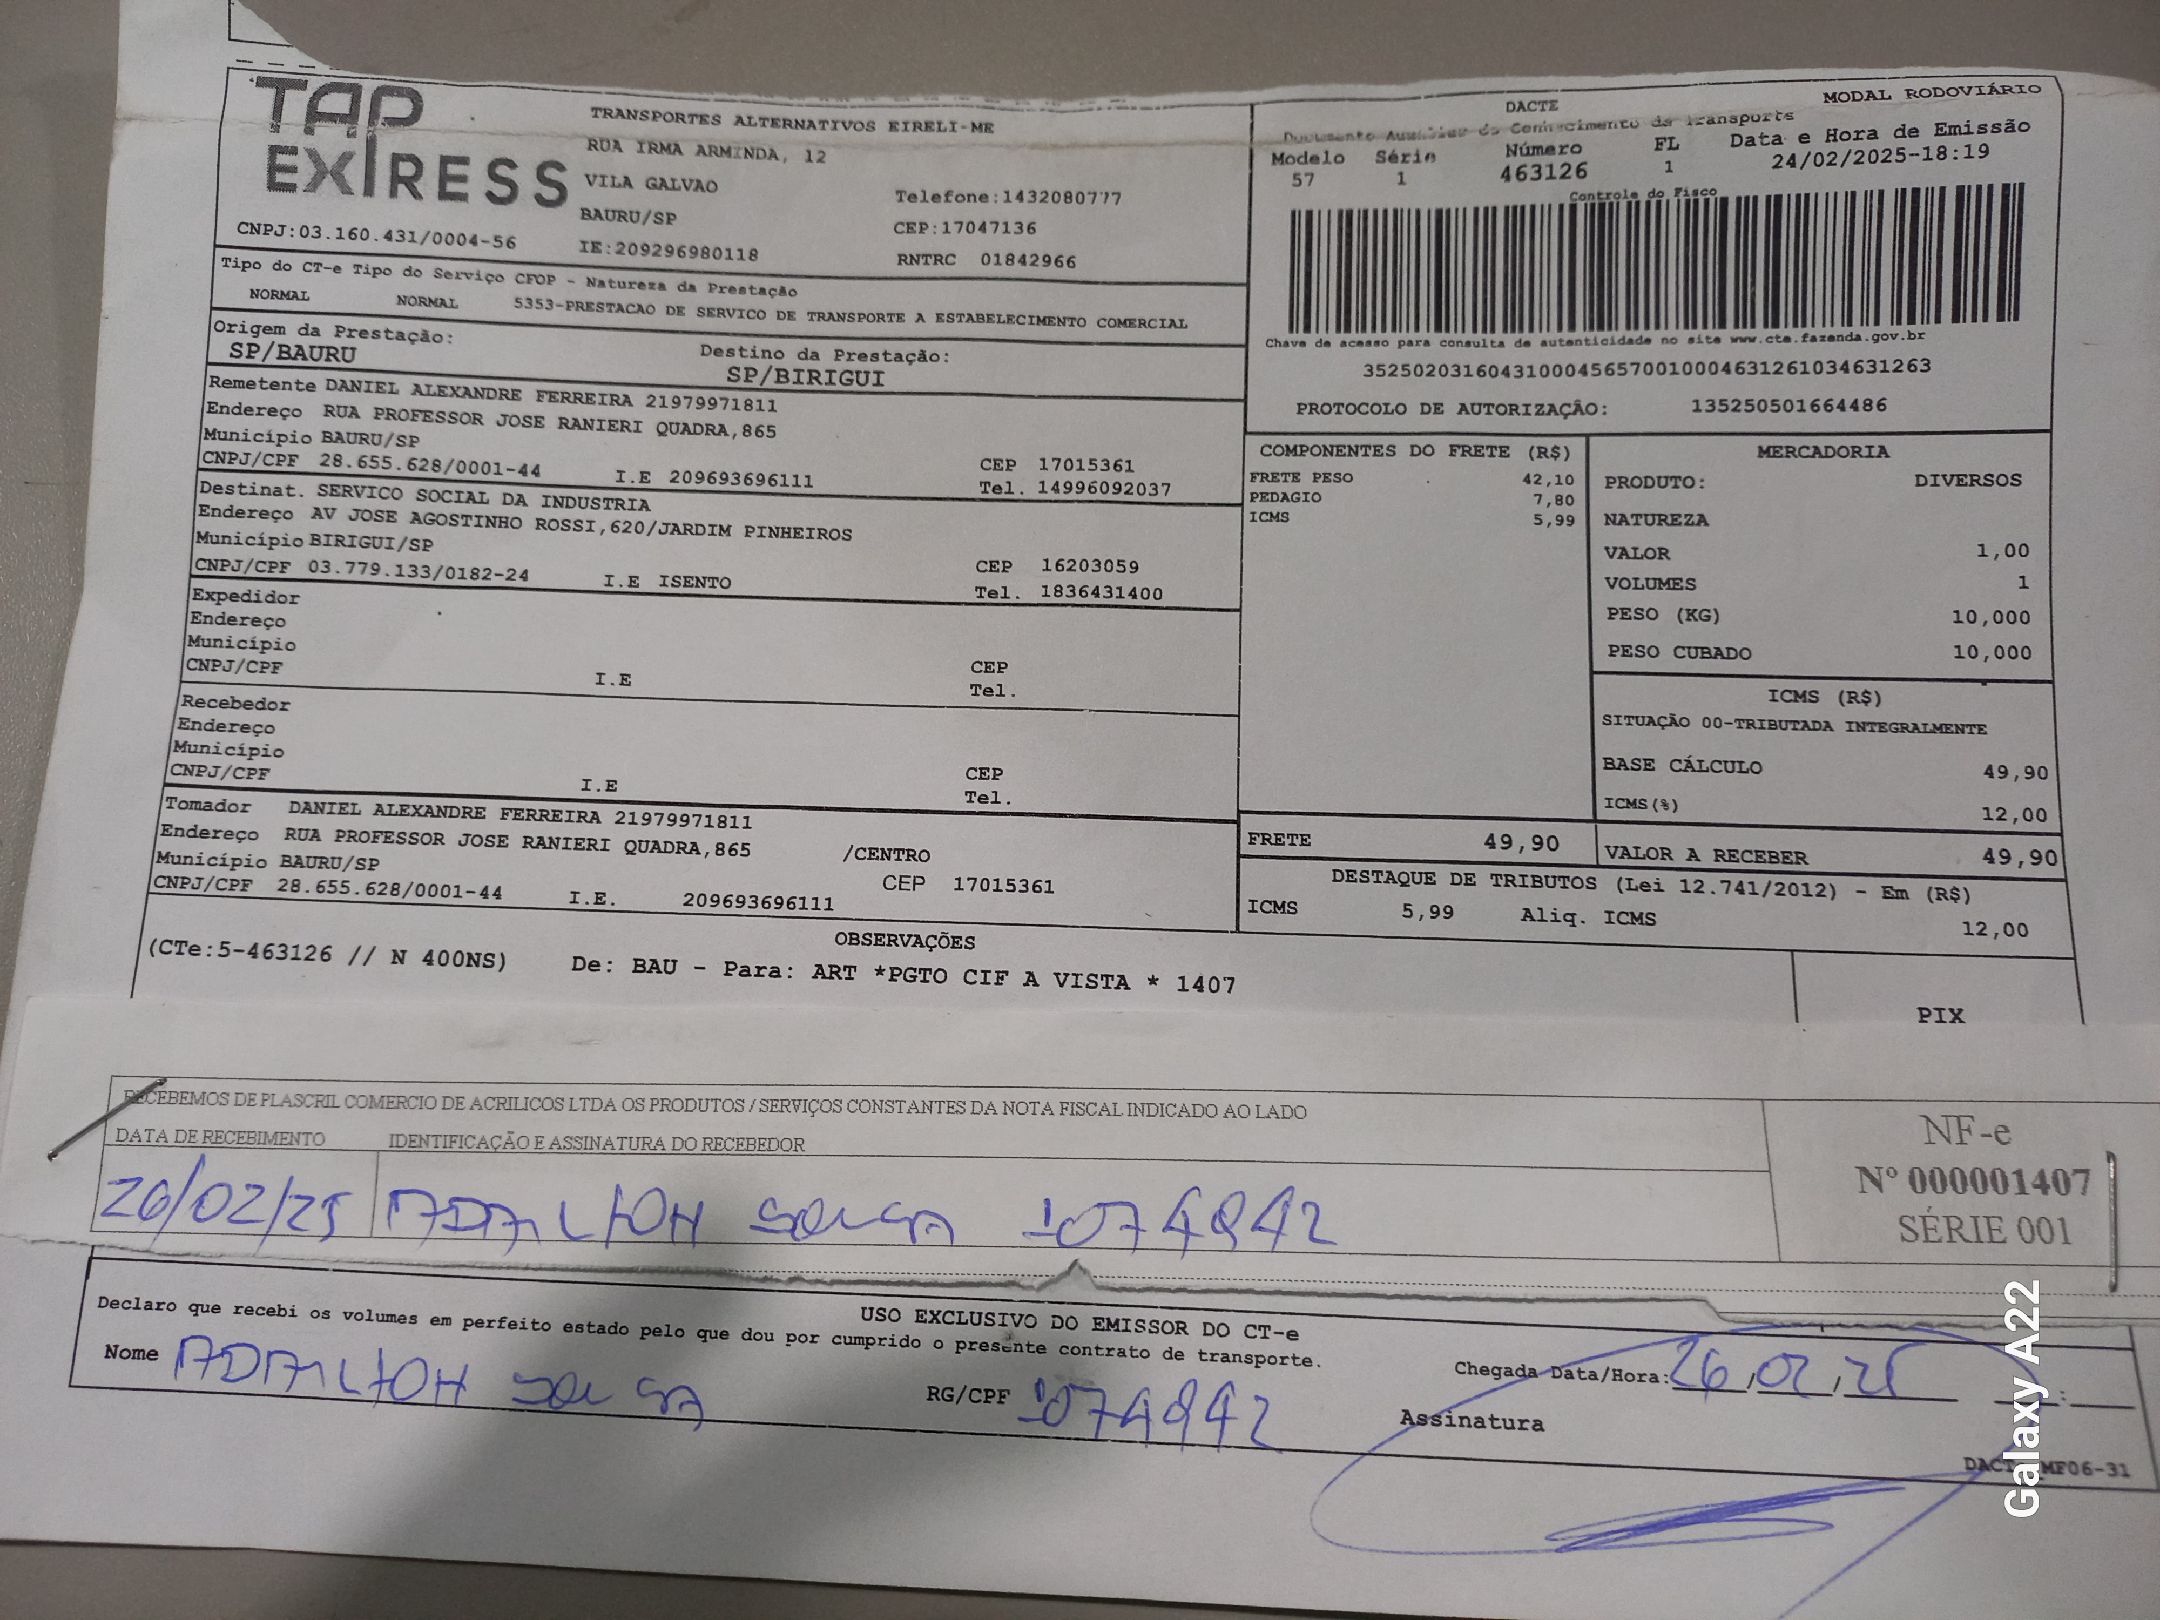 TAP EXPRESS
TRANSPORTES ALTERNATIVOS EIRELI-ME
RUA IRMA ARMINDA, 12
VILA GALVAO
Telefone:1432080777
BAURU/SP
CEP:17047136
CNPJ:03.160.431/0004-56
IE:209296980118
RNTRC 01842966
DACTE
MODAL RODOVIÁRIO
Documento Auxiliar do Conhecimento de Transports
Modelo Série Número FL Data e Hora de Emissão
57 1 463126 1 24/02/2025-18:19
Controle do Fisco
Chave de acesso para consulta de autenticidade no site www.cte.fazenda.gov.br
35250203160431000456570010004631261034631263
PROTOCOLO DE AUTORIZAÇÃO: 135250501664486
Tipo do CT-e Tipo do Serviço CFOP - Natureza da Prestação
NORMAL NORMAL 5353-PRESTACAO DE SERVICO DE TRANSPORTE A ESTABELECIMENTO COMERCIAL
Origem da Prestação: Destino da Prestação:
SP/BAURU SP/BIRIGUI
Remetente DANIEL ALEXANDRE FERREIRA 21979971811
Endereço RUA PROFESSOR JOSE RANIERI QUADRA,865
Município BAURU/SP CEP 17015361
CNPJ/CPF 28.655.628/0001-44 I.E 209693696111 Tel. 14996092037
Destinat. SERVICO SOCIAL DA INDUSTRIA
Endereço AV JOSE AGOSTINHO ROSSI,620/JARDIM PINHEIROS
Município BIRIGUI/SP CEP 16203059
CNPJ/CPF 03.779.133/0182-24 I.E ISENTO Tel. 1836431400
Expedidor
Endereço
Município CEP
CNPJ/CPF I.E Tel.
Recebedor
Endereço
Município CEP
CNPJ/CPF I.E Tel.
Tomador DANIEL ALEXANDRE FERREIRA 21979971811
Endereço RUA PROFESSOR JOSE RANIERI QUADRA,865 /CENTRO
Município BAURU/SP CEP 17015361
CNPJ/CPF 28.655.628/0001-44 I.E. 209693696111
COMPONENTES DO FRETE (R$)
FRETE PESO 42,10
PEDAGIO 7,80
ICMS 5,99
MERCADORIA
PRODUTO: DIVERSOS
NATUREZA
VALOR 1,00
VOLUMES 1
PESO (KG) 10,000
PESO CUBADO 10,000
ICMS (R$)
SITUAÇÃO 00-TRIBUTADA INTEGRALMENTE
BASE CÁLCULO 49,90
ICMS(%) 12,00
FRETE 49,90 VALOR A RECEBER 49,90
DESTAQUE DE TRIBUTOS (Lei 12.741/2012) - Em (R$)
ICMS 5,99 Aliq. ICMS 12,00
OBSERVAÇÕES
(CTe:5-463126 // N 400NS) De: BAU - Para: ART *PGTO CIF A VISTA * 1407
PIX
RECEBEMOS DE PLASCRIL COMERCIO DE ACRILICOS LTDA OS PRODUTOS / SERVIÇOS CONSTANTES DA NOTA FISCAL INDICADO AO LADO
DATA DE RECEBIMENTO IDENTIFICAÇÃO E ASSINATURA DO RECEBEDOR
26/02/25 ADAILTON SOUSA
NF-e
Nº 000001407
SÉRIE 001
USO EXCLUSIVO DO EMISSOR DO CT-e
Declaro que recebi os volumes em perfeito estado pelo que dou por cumprido o presente contrato de transporte.
Nome ADAILTON SOUSA RG/CPF
Chegada Data/Hora: 26/02/25 :
Assinatura
MF06-31
Galaxy A22